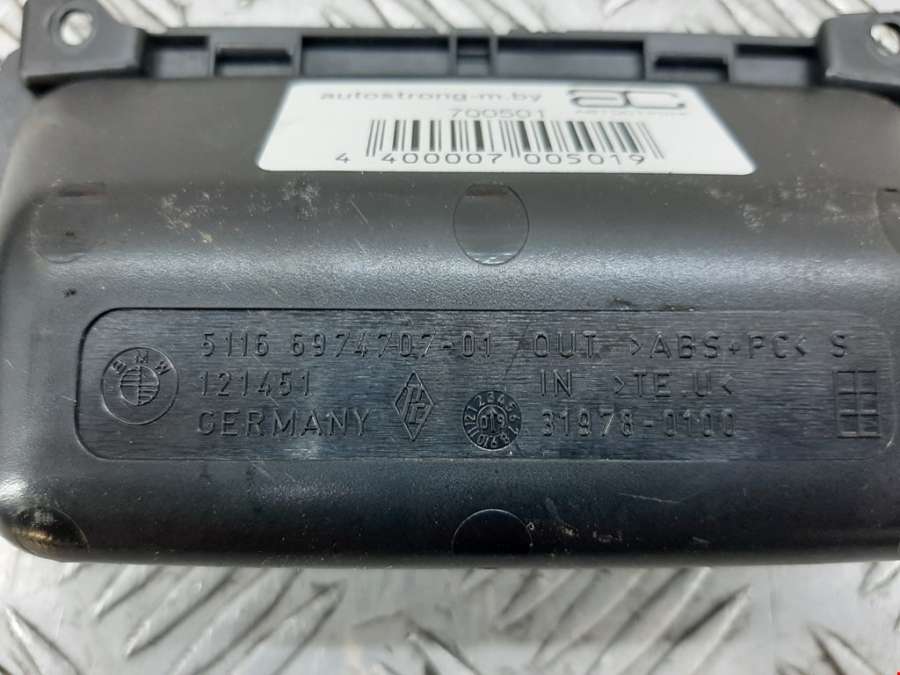 autostrong-m.by
700501
4 400007 005019
BMW
5116 6974707-01 OUT >ABS+PC< S
121451 IN >TE.U<
GERMANY 31978-0100